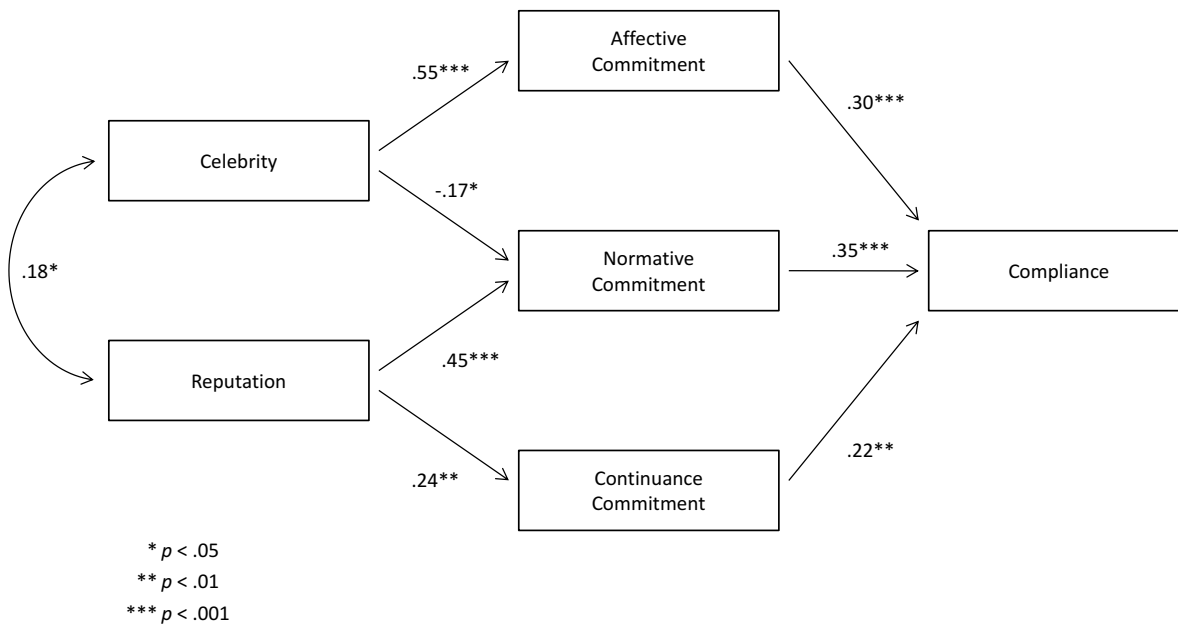 Affective
Commitment
.55***
.30***
Celebrity
-.17*
Normative
Commitment
.35***
Compliance
.18*
.45***
Reputation
.24**
Continuance
Commitment
.22**
* p < .05
** p < .01
*** p < .001